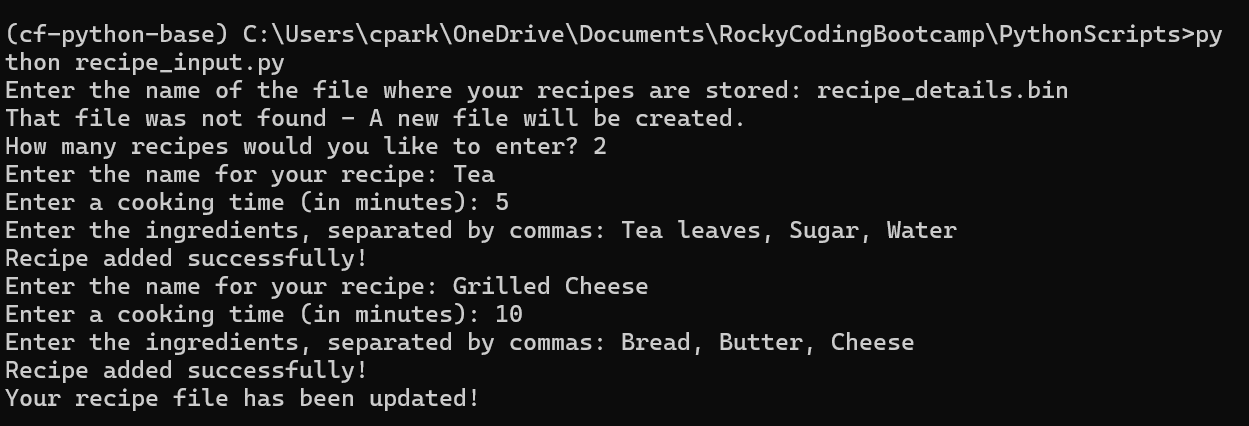 (cf-python-base) C:\Users\cpark\OneDrive\Documents\RockyCodingBootcamp\PythonScripts>py
thon recipe_input.py
Enter the name of the file where your recipes are stored: recipe_details.bin
That file was not found - A new file will be created.
How many recipes would you like to enter? 2
Enter the name for your recipe: Tea
Enter a cooking time (in minutes): 5
Enter the ingredients, separated by commas: Tea leaves, Sugar, Water
Recipe added successfully!
Enter the name for your recipe: Grilled Cheese
Enter a cooking time (in minutes): 10
Enter the ingredients, separated by commas: Bread, Butter, Cheese
Recipe added successfully!
Your recipe file has been updated!